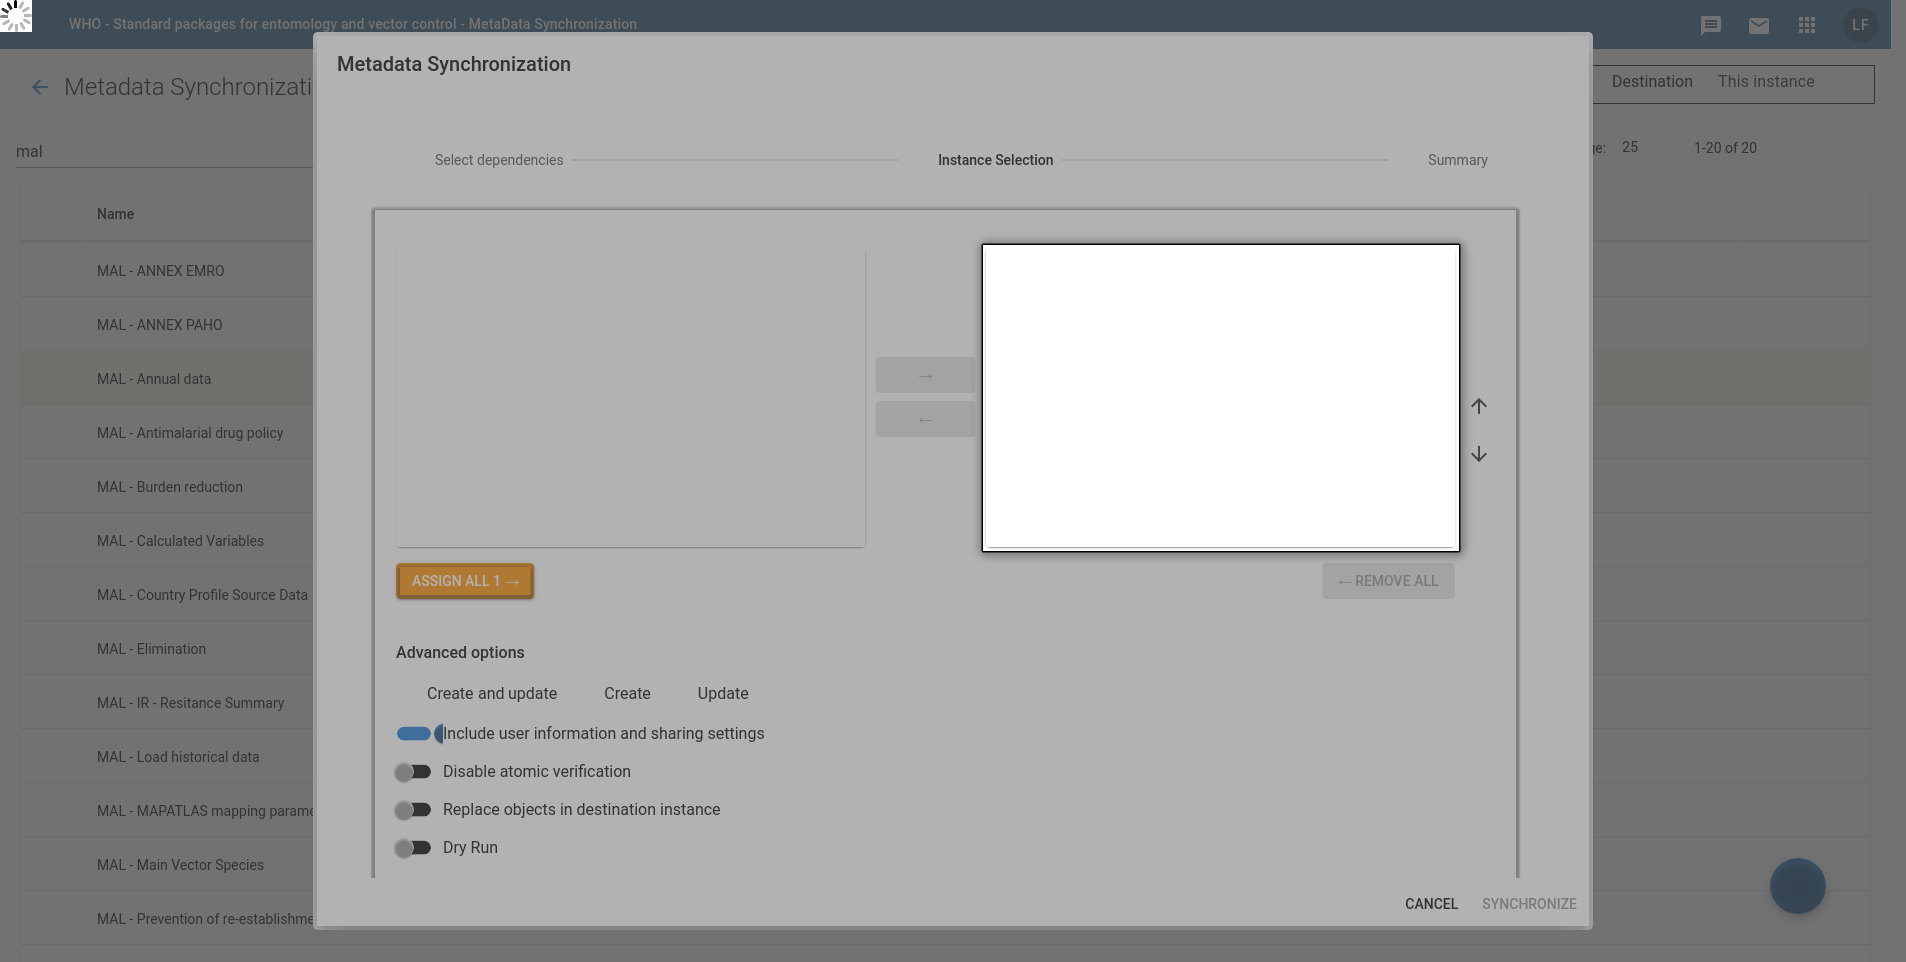 WHO - Standard packages for entomology and vector control - MetaData Synchronization
LF
Metadata Synchronizati
Destination This instance
mal
ge: 25 1-20 of 20
Name
MAL - ANNEX EMRO
MAL - ANNEX PAHO
MAL - Annual data
MAL - Antimalarial drug policy
MAL - Burden reduction
MAL - Calculated Variables
MAL - Country Profile Source Data
MAL - Elimination
MAL - IR - Resitance Summary
MAL - Load historical data
MAL - MAPATLAS mapping parame
MAL - Main Vector Species
MAL - Prevention of re-establishme
Metadata Synchronization
Select dependencies Instance Selection Summary
→
←
ASSIGN ALL 1 →
← REMOVE ALL
Advanced options
Create and update Create Update
Include user information and sharing settings
Disable atomic verification
Replace objects in destination instance
Dry Run
CANCEL SYNCHRONIZE